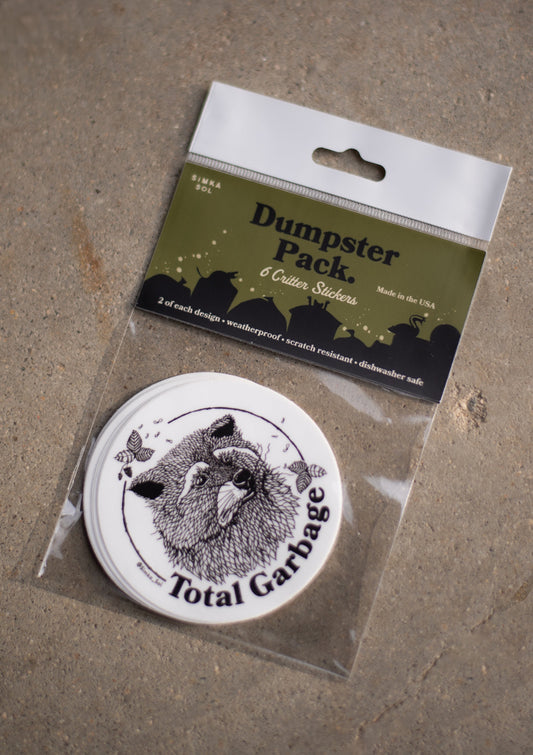 SiMKA
SOL
Dumpster
Pack.
6 Critter Stickers
Made in the USA
2 of each design • weatherproof • scratch resistant • dishwasher safe
Total Garbage